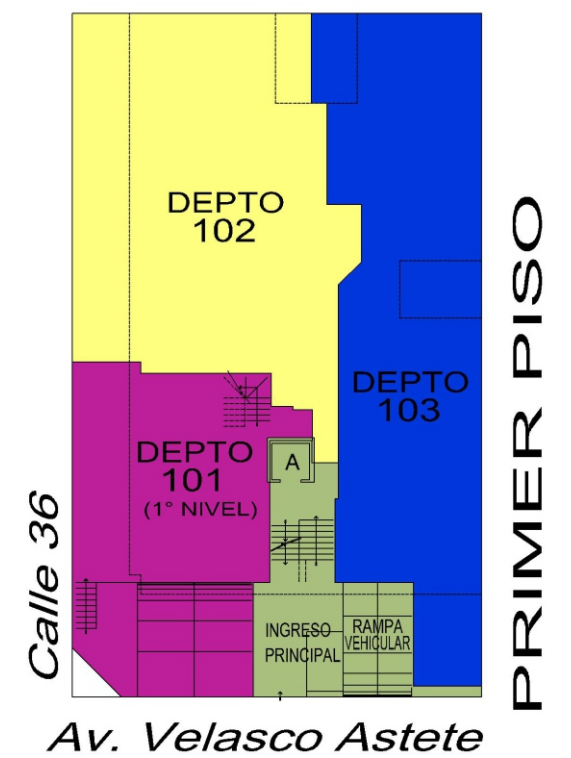 DEPTO
102
DEPTO
103
DEPTO
101
(1° NIVEL)
A
INGRESO
PRINCIPAL
RAMPA
VEHICULAR
Calle 36
Av. Velasco Astete
PRIMER PISO